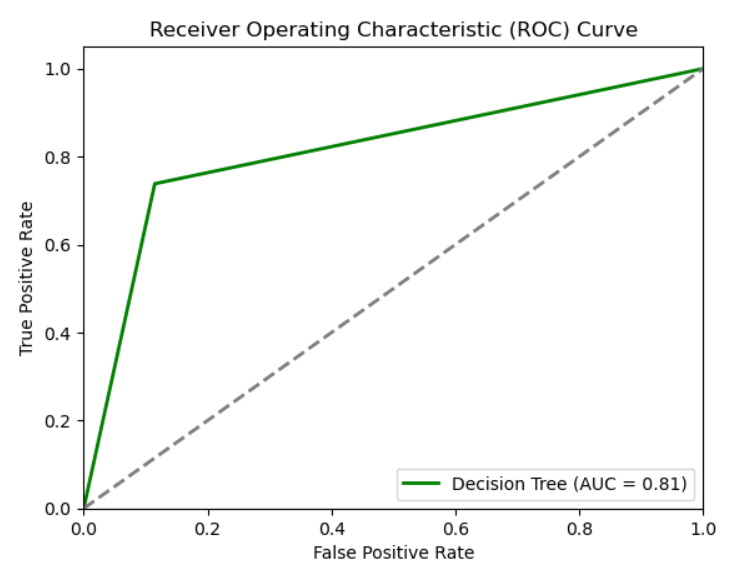 Receiver Operating Characteristic (ROC) Curve
True Positive Rate
1.0
0.8
0.6
0.4
0.2
0.0
Decision Tree (AUC = 0.81)
0.0 0.2 0.4 0.6 0.8 1.0
False Positive Rate